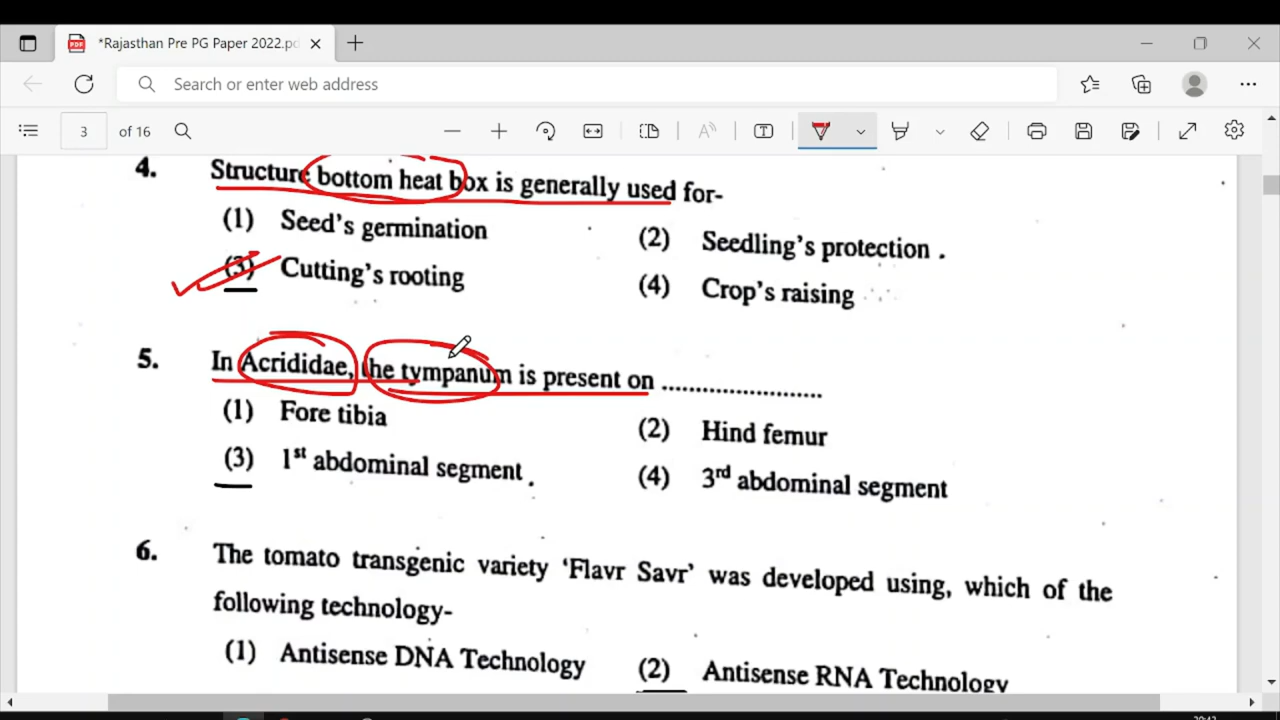 *Rajasthan Pre PG Paper 2022.pd
Search or enter web address
3 of 16
4. Structure bottom heat box is generally used for-
(1) Seed's germination (2) Seedling's protection .
(3) Cutting's rooting (4) Crop's raising
5. In Acrididae, the tympanum is present on ........................
(1) Fore tibia (2) Hind femur
(3) 1st abdominal segment . (4) 3rd abdominal segment
6. The tomato transgenic variety 'Flavr Savr' was developed using, which of the
following technology-
(1) Antisense DNA Technology (2) Antisense RNA Technology